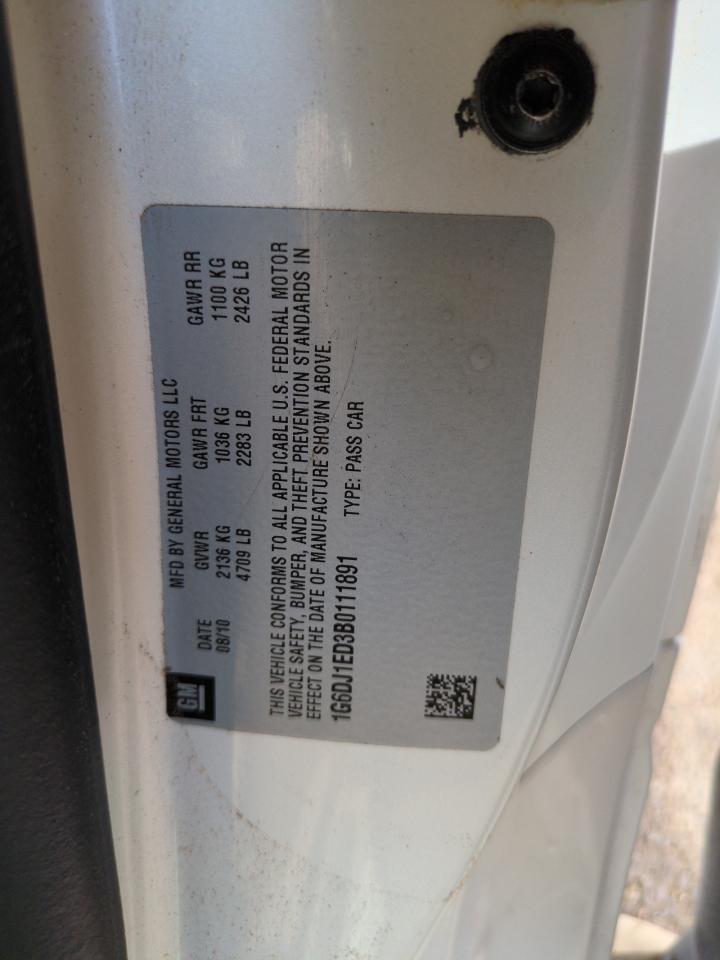 GM
MFD BY GENERAL MOTORS LLC
DATE GVWR GAWR FRT GAWR RR
08/10 2136 KG 1036 KG 1100 KG
4709 LB 2283 LB 2426 LB
THIS VEHICLE CONFORMS TO ALL APPLICABLE U.S. FEDERAL MOTOR
VEHICLE SAFETY, BUMPER, AND THEFT PREVENTION STANDARDS IN
EFFECT ON THE DATE OF MANUFACTURE SHOWN ABOVE.
1G6DJ1ED3B0111891 TYPE: PASS CAR